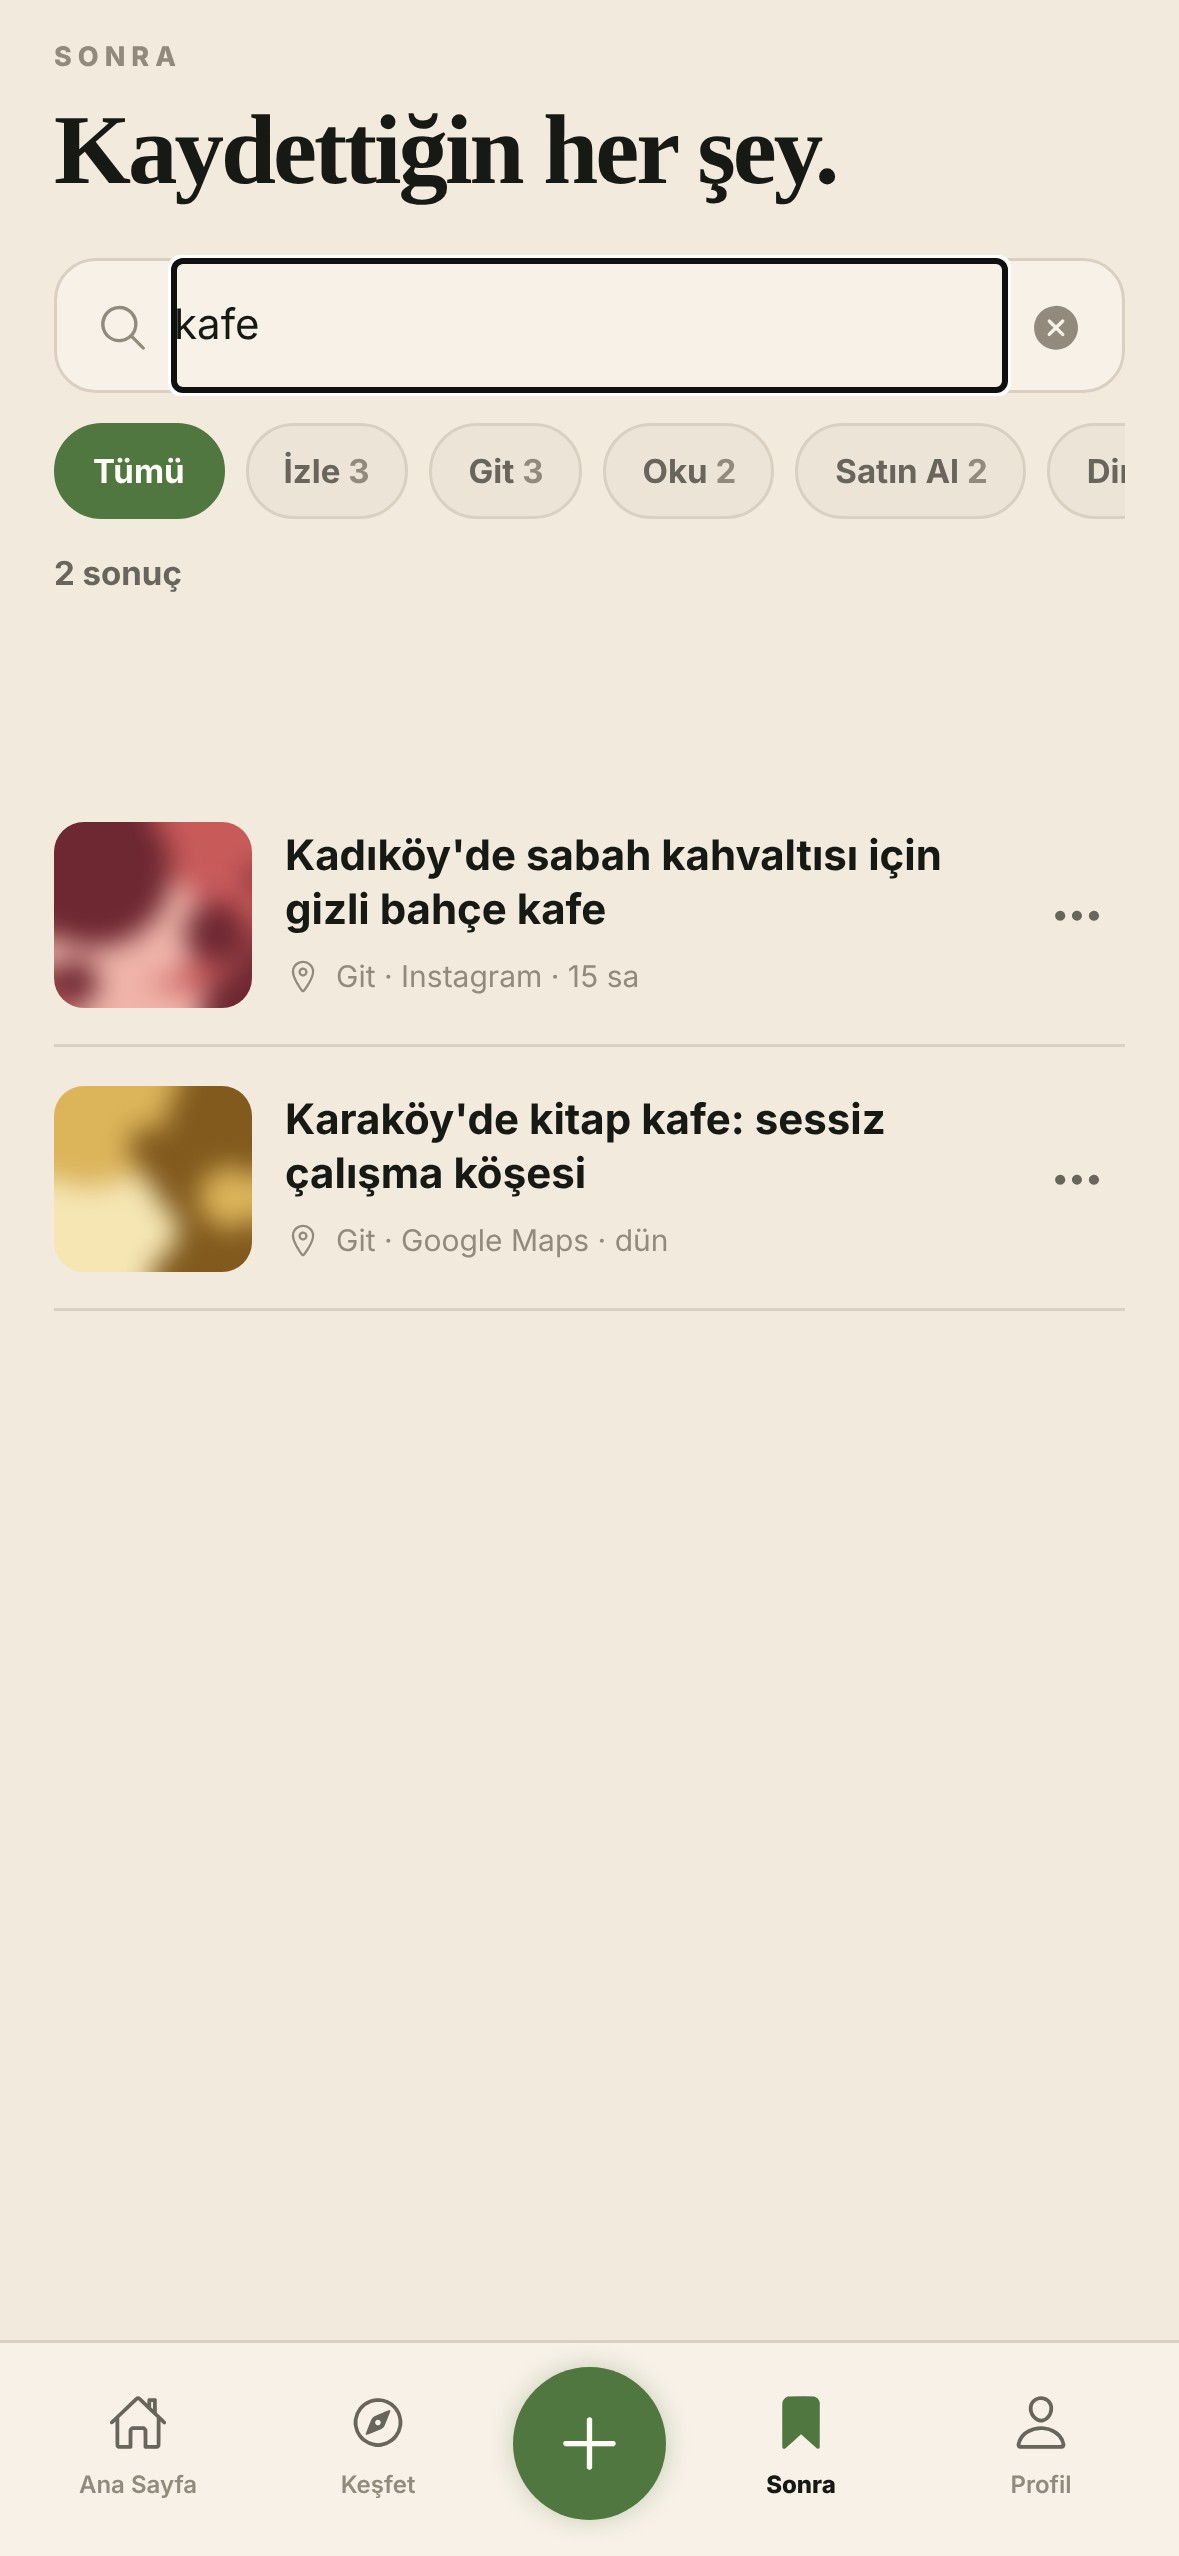 SONRA
Kaydettiğin her şey.
kafe
Tümü İzle 3 Git 3 Oku 2 Satın Al 2
2 sonuç
Kadıköy'de sabah kahvaltısı için
gizli bahçe kafe
Git · Instagram · 15 sa
Karaköy'de kitap kafe: sessiz
çalışma köşesi
Git · Google Maps · dün
Ana Sayfa Keşfet Sonra Profil